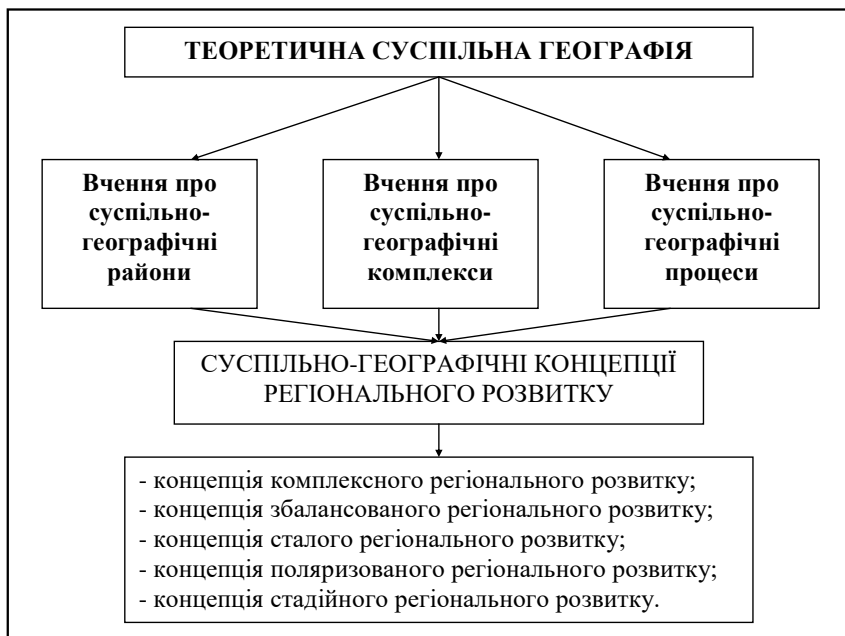 ТЕОРЕТИЧНА СУСПІЛЬНА ГЕОГРАФІЯ
Вчення про
суспільно-
географічні
райони
Вчення про
суспільно-
географічні
комплекси
Вчення про
суспільно-
географічні
процеси
СУСПІЛЬНО-ГЕОГРАФІЧНІ КОНЦЕПЦІЇ
РЕГІОНАЛЬНОГО РОЗВИТКУ
- концепція комплексного регіонального розвитку;
- концепція збалансованого регіонального розвитку;
- концепція сталого регіонального розвитку;
- концепція поляризованого регіонального розвитку;
- концепція стадійного регіонального розвитку.